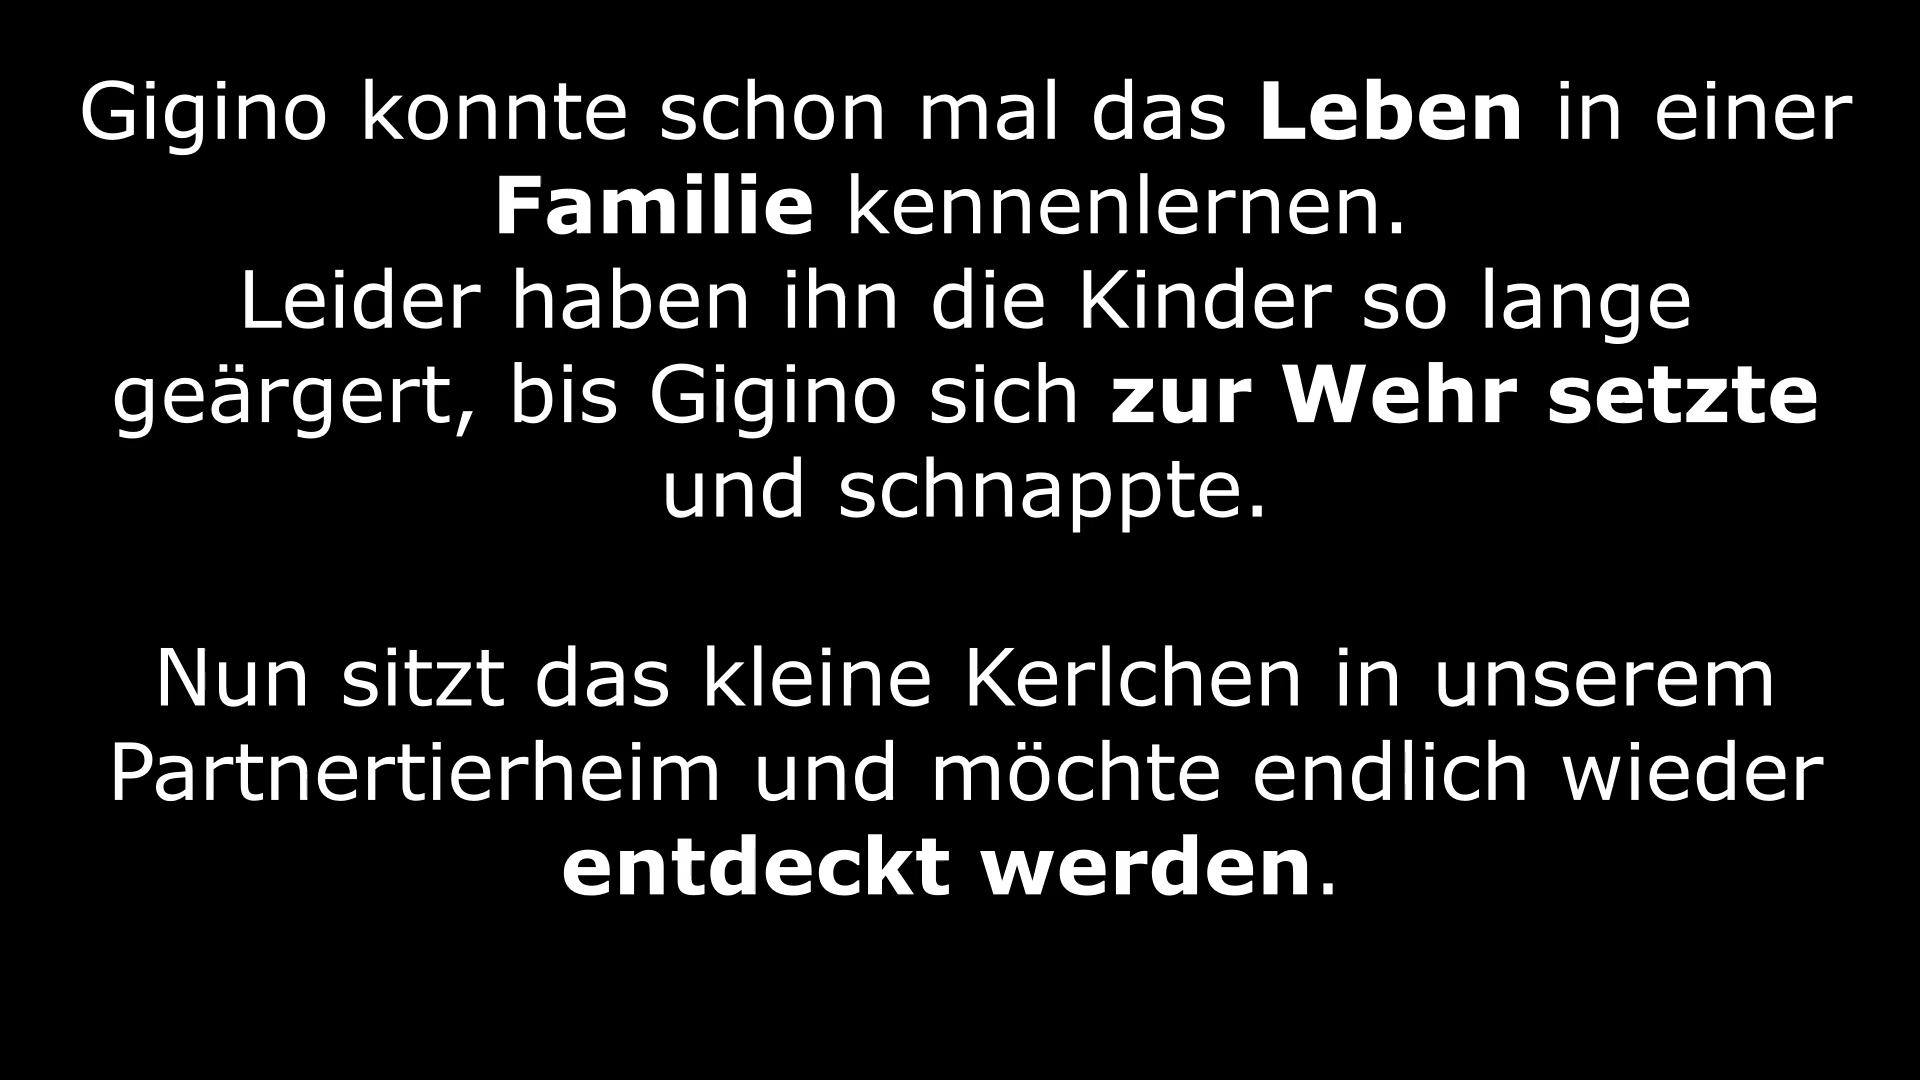 Gigino konnte schon mal das Leben in einer
Familie kennenlernen.
Leider haben ihn die Kinder so lange
geärgert, bis Gigino sich zur Wehr setzte
und schnappte.
Nun sitzt das kleine Kerlchen in unserem
Partnertierheim und möchte endlich wieder
entdeckt werden.